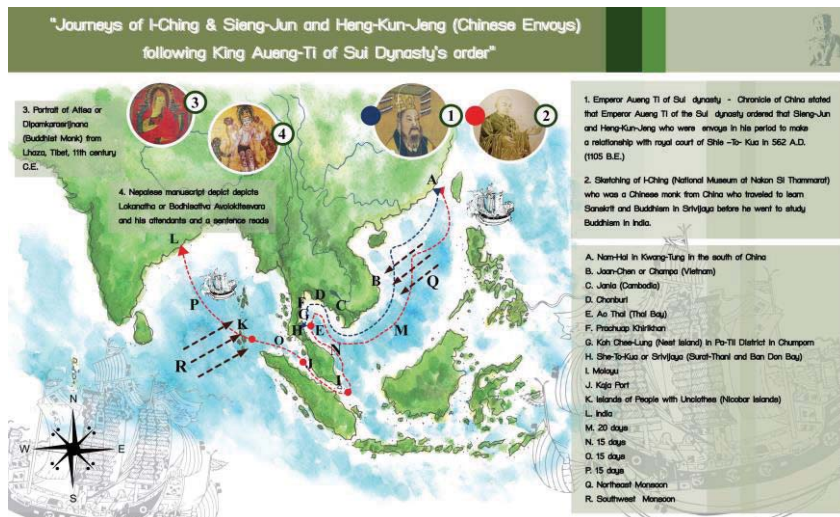 "Journeys of I-Ching & Sieng-Jun and Heng-Kun-Jeng (Chinese Envoys)
following King Aueng-Ti of Sui Dynasty's order"
3. Portrait of Atisa or
Dipamkarasrijnana
(Buddhist Monk) from
Lhaza, Tibet, 11th century
C.E.
3
4
1
2
4. Nepalese manuscript depict depicts
Lokanatha or Bodhisativa Avalokitesvara
and his attendants and a sentence reads
1. Emperor Aueng Ti of Sui dynasty - Chronicle of China stated
that Emperor Aueng Ti of the Sui dynasty ordered that Sieng-Jun
and Heng-Kun-Jeng who were envoys in his period to make
a relationship with royal court of Shie -To- Kua in 562 A.D.
(1105 B.E.)
2. Sketching of I-Ching (National Museum at Nakon Si Thammarat)
who was a Chinese monk from China who traveled to learn
Sanskrit and Buddhism in Srivijaya before he went to study
Buddhism in India.
A. Nam-Hai in Kwang-Tung in the south of China
B. Jaan-Chen or Champa (Vietnam)
C. Janla (Cambodia)
D. Chonburi
E. Ao Thai (Thai Bay)
F. Prachuap Khirikhan
G. Koh Chee-Lung (Nest Island) in Pa-Tii District in Chumporn
H. She-To-Kua or Srivijaya (Surat-Thani and Ban Don Bay)
I. Molayu
J. Kaja Port
K. Islands of People with Unclothes (Nicobar Islands)
L. India
M. 20 days
N. 15 days
O. 15 days
P. 15 days
Q. Northeast Monsoon
R. Southwest Monsoon
A
L
B
Q
D
F
C
G
P
H
E
M
K
O
N
R
J
I
N
W
E
S